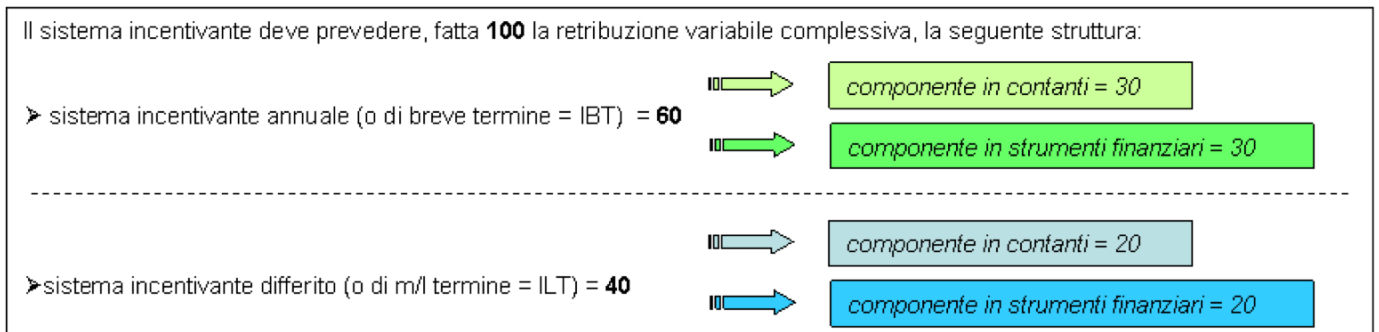 Il sistema incentivante deve prevedere, fatta 100 la retribuzione variabile complessiva, la seguente struttura:
componente in contanti = 30
➤ sistema incentivante annuale (o di breve termine = IBT) = 60
componente in strumenti finanziari = 30
componente in contanti = 20
➤sistema incentivante differito (o di m/l termine = ILT) = 40
componente in strumenti finanziari = 20